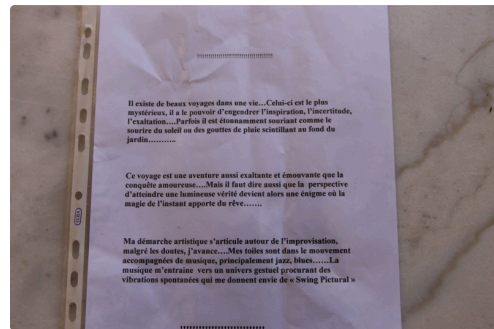 !!!!!!!!!!!!!!!!!!!!!!!!!!!!!!!!!!
Il existe de beaux voyages dans une vie…Celui-ci est le plus
mystérieux, il a le pouvoir d'engendrer l'inspiration, l'incertitude,
l'exaltation….Parfois il est étonnamment souriant comme le
sourire du soleil ou des gouttes de pluie scintillant au fond du
jardin………..
Ce voyage est une aventure aussi exaltante et émouvante que la
conquête amoureuse….Mais il faut dire aussi que la perspective
d'atteindre une lumineuse vérité devient alors une énigme où la
magie de l'instant apporte du rêve…….
Ma démarche artistique s'articule autour de l'improvisation,
malgré les doutes, j'avance….Mes toiles sont dans le mouvement
accompagnées de musique, principalement jazz, blues……La
musique m'entraine vers un univers gestuel procurant des
vibrations spontanées qui me donnent envie de « Swing Pictural »
!!!!!!!!!!!!!!!!!!!!!!!!!!